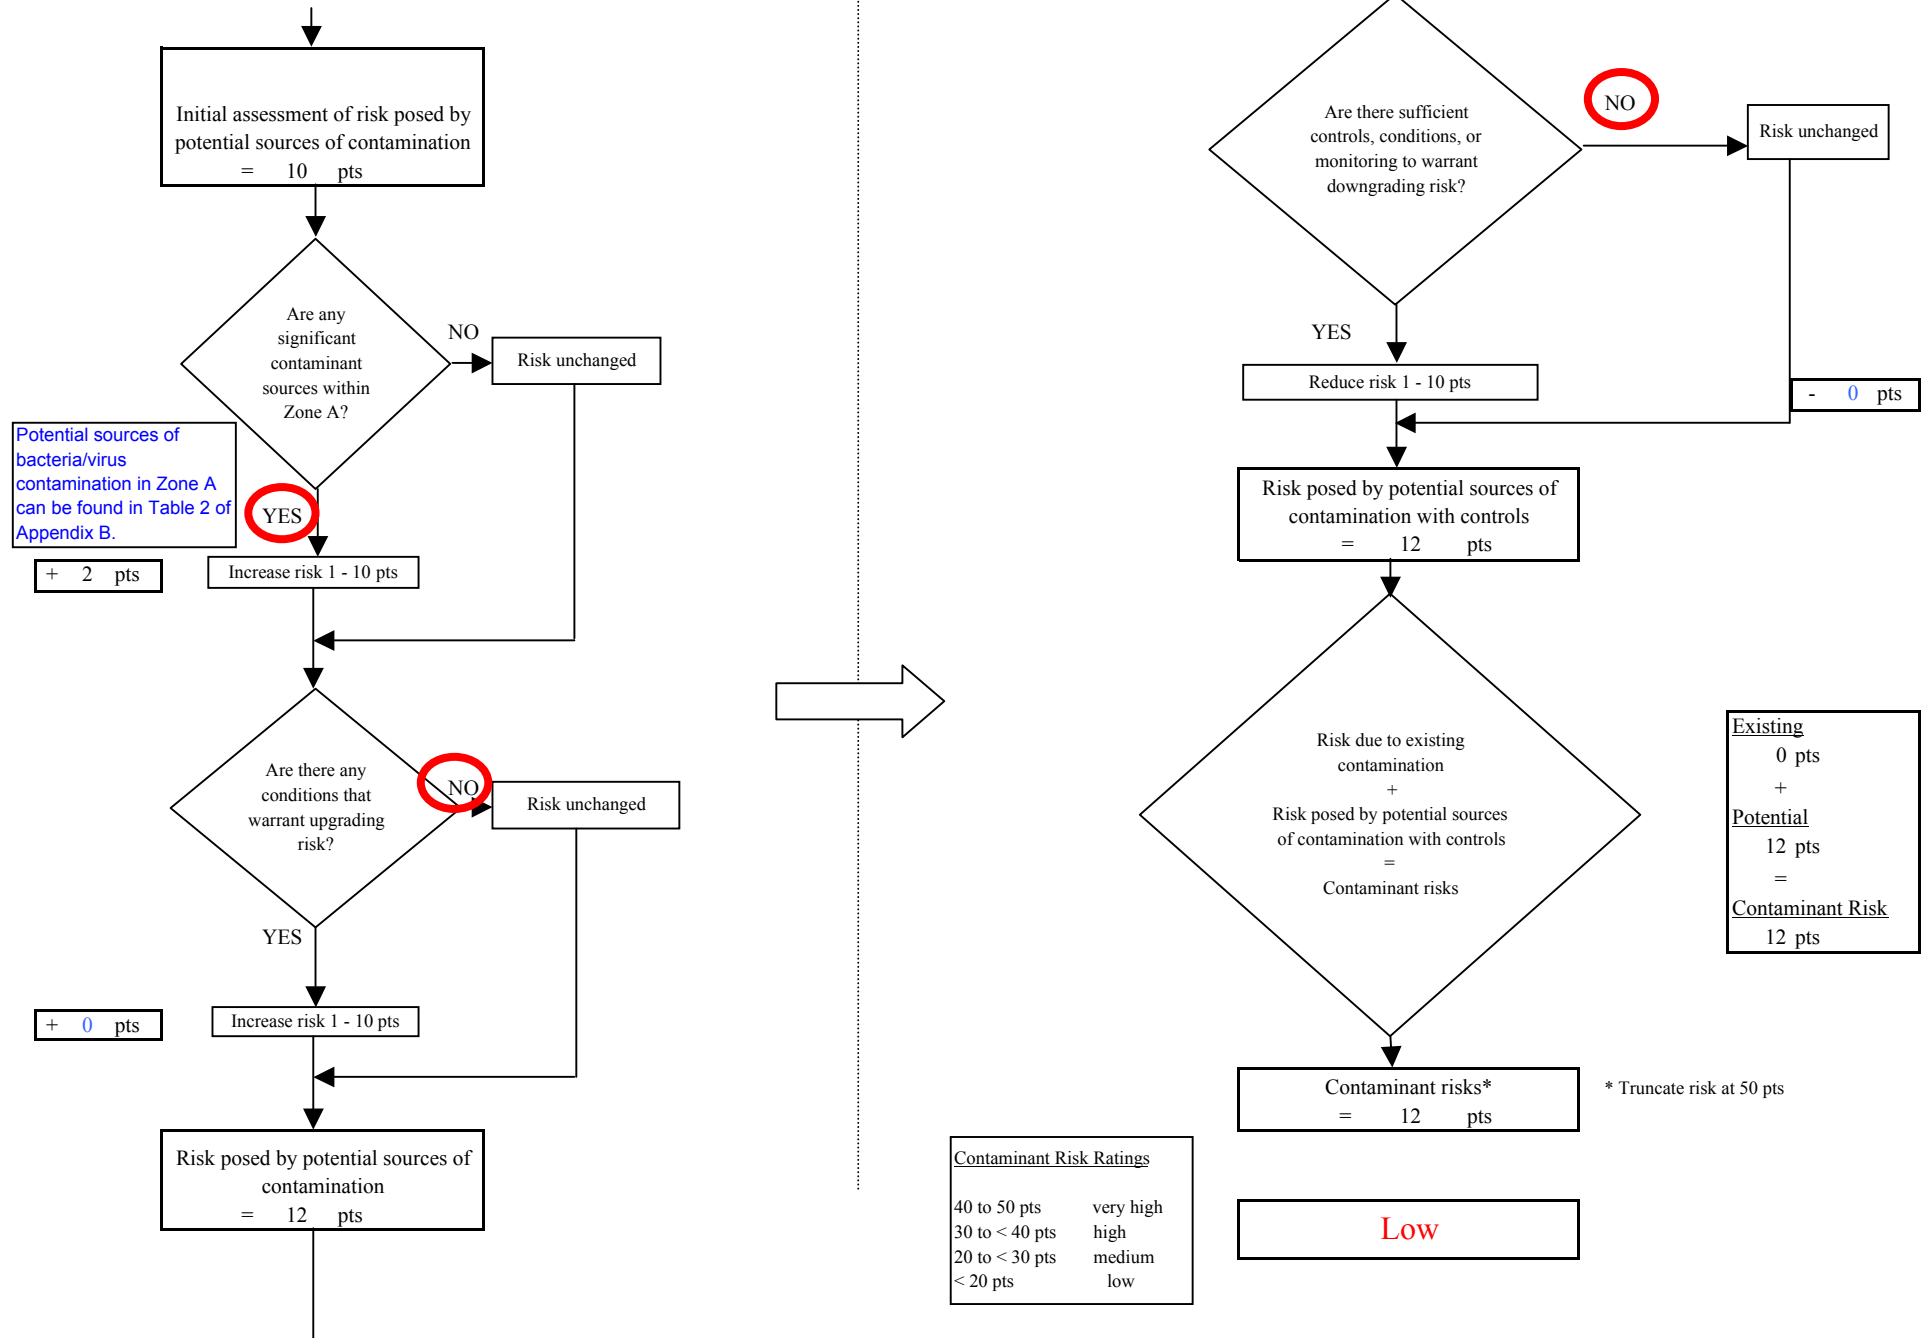 Initial assessment of risk posed by
potential sources of contamination
= 10 pts
Are any
significant
contaminant
sources within
Zone A?
NO
Risk unchanged
Potential sources of
bacteria/virus
contamination in Zone A
can be found in Table 2 of
Appendix B.
YES
+ 2 pts
Increase risk 1 - 10 pts
Are there any
conditions that
warrant upgrading
risk?
NO
Risk unchanged
YES
+ 0 pts
Increase risk 1 - 10 pts
Risk posed by potential sources of
contamination
= 12 pts
Are there sufficient
controls, conditions, or
monitoring to warrant
downgrading risk?
NO
Risk unchanged
YES
Reduce risk 1 - 10 pts
- 0 pts
Risk posed by potential sources of
contamination with controls
= 12 pts
Risk due to existing
contamination
+
Risk posed by potential sources
of contamination with controls
=
Contaminant risks
Existing
0 pts
+
Potential
12 pts
=
Contaminant Risk
12 pts
Contaminant risks*
= 12 pts
* Truncate risk at 50 pts
Contaminant Risk Ratings
40 to 50 pts very high
30 to < 40 pts high
20 to < 30 pts medium
< 20 pts low
Low